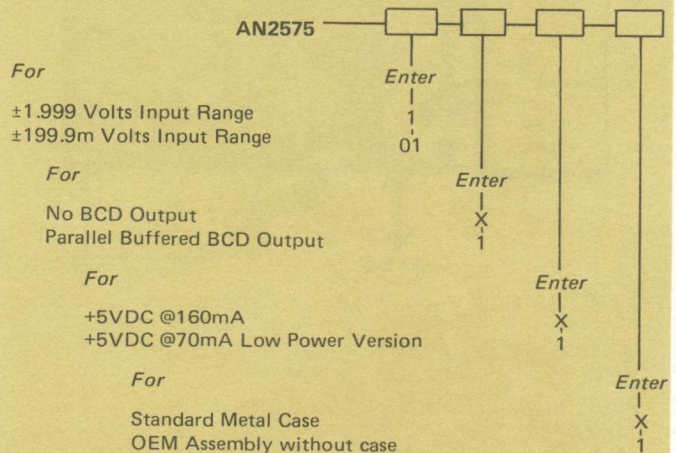 AN2575
For Enter
±1.999 Volts Input Range 1
±199.9m Volts Input Range 01
For Enter
No BCD Output X
Parallel Buffered BCD Output 1
For Enter
+5VDC @160mA X
+5VDC @70mA Low Power Version 1
For Enter
Standard Metal Case X
OEM Assembly without case 1